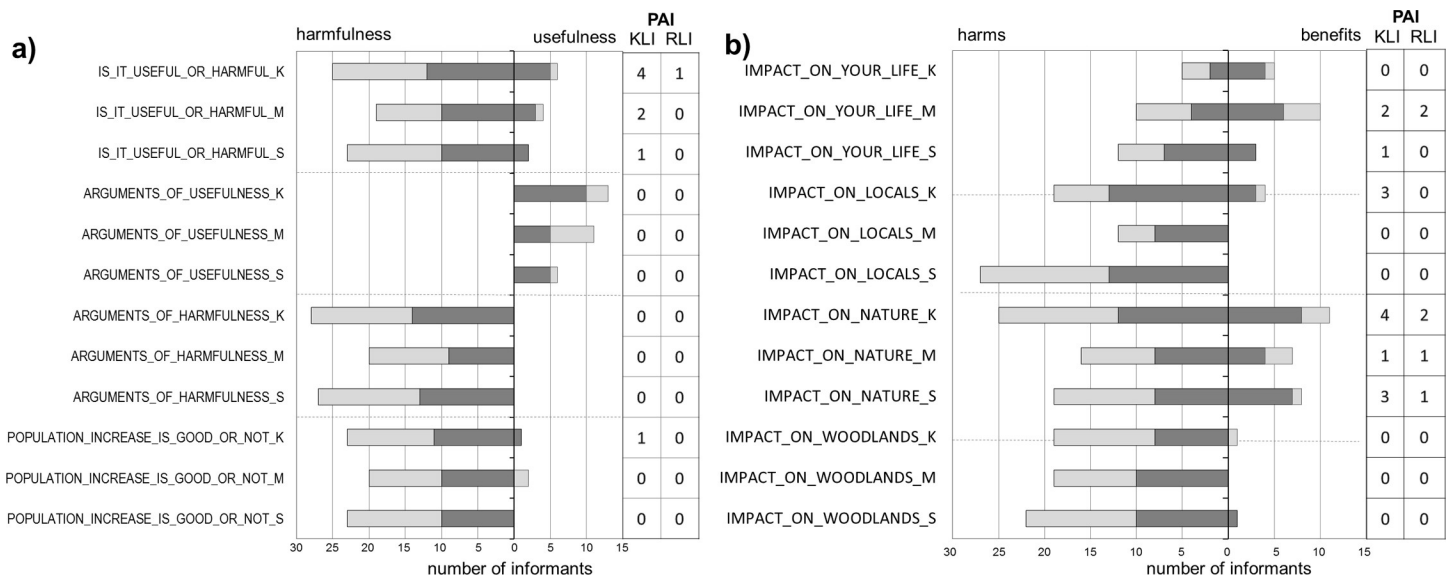 a)
harmfulness
usefulness
PAI
KLI RLI
IS_IT_USEFUL_OR_HARMFUL_K 4 1
IS_IT_USEFUL_OR_HARMFUL_M 2 0
IS_IT_USEFUL_OR_HARMFUL_S 1 0
ARGUMENTS_OF_USEFULNESS_K 0 0
ARGUMENTS_OF_USEFULNESS_M 0 0
ARGUMENTS_OF_USEFULNESS_S 0 0
ARGUMENTS_OF_HARMFULNESS_K 0 0
ARGUMENTS_OF_HARMFULNESS_M 0 0
ARGUMENTS_OF_HARMFULNESS_S 0 0
POPULATION_INCREASE_IS_GOOD_OR_NOT_K 1 0
POPULATION_INCREASE_IS_GOOD_OR_NOT_M 0 0
POPULATION_INCREASE_IS_GOOD_OR_NOT_S 0 0
30 25 20 15 10 5 0 5 10 15
number of informants
b)
harms
benefits
PAI
KLI RLI
IMPACT_ON_YOUR_LIFE_K 0 0
IMPACT_ON_YOUR_LIFE_M 2 2
IMPACT_ON_YOUR_LIFE_S 1 0
IMPACT_ON_LOCALS_K 3 0
IMPACT_ON_LOCALS_M 0 0
IMPACT_ON_LOCALS_S 0 0
IMPACT_ON_NATURE_K 4 2
IMPACT_ON_NATURE_M 1 1
IMPACT_ON_NATURE_S 3 1
IMPACT_ON_WOODLANDS_K 0 0
IMPACT_ON_WOODLANDS_M 0 0
IMPACT_ON_WOODLANDS_S 0 0
30 25 20 15 10 5 0 5 10 15
number of informants